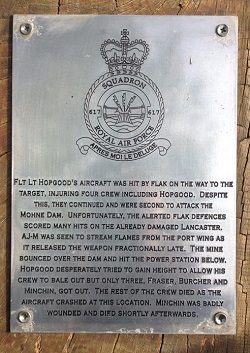 SQUADRON
617 617
ROYAL AIR FORCE
APRES MOI LE DELUGE
FLT LT HOPGOOD'S AIRCRAFT WAS HIT BY FLAK ON THE WAY TO THE
TARGET, INJURING FOUR CREW INCLUDING HOPGOOD. DESPITE
THIS, THEY CONTINUED AND WERE SECOND TO ATTACK THE
MOHNE DAM. UNFORTUNATELY, THE ALERTED FLAK DEFENCES
SCORED MANY HITS ON THE ALREADY DAMAGED LANCASTER.
AJ-M WAS SEEN TO STREAM FLAMES FROM THE PORT WING AS
IT RELEASED THE WEAPON FRACTIONALLY LATE. THE MINE
BOUNCED OVER THE DAM AND HIT THE POWER STATION BELOW.
HOPGOOD DESPERATELY TRIED TO GAIN HEIGHT TO ALLOW HIS
CREW TO BALE OUT BUT ONLY THREE, FRASER, BURCHER AND
MINCHIN, GOT OUT. THE REST OF THE CREW DIED AS THE
AIRCRAFT CRASHED AT THIS LOCATION. MINCHIN WAS BADLY
WOUNDED AND DIED SHORTLY AFTERWARDS.